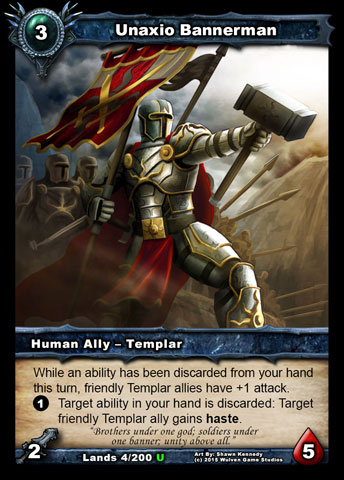 3
Unaxio Bannerman
Human Ally – Templar
While an ability has been discarded from your hand
this turn, friendly Templar allies have +1 attack.
1 Target ability in your hand is discarded: Target
friendly Templar ally gains haste.
"Brothers under one god; soldiers under
one banner; unity above all."
2
Lands 4/200 U
Art By: Shawn Kennedy
(c) 2015 Wulven Game Studios
5